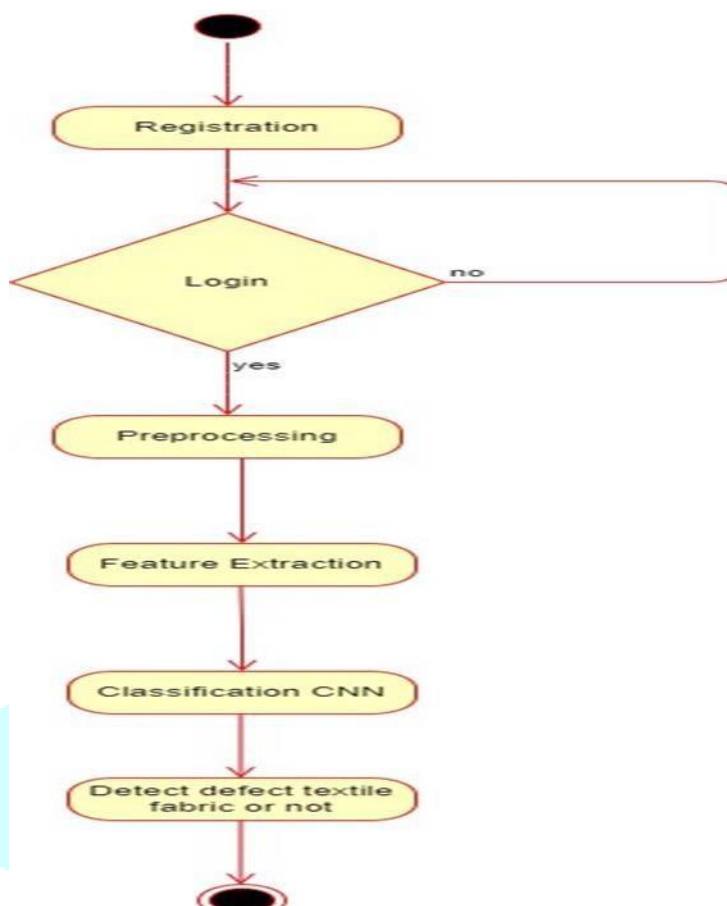 Registration
Login
no
yes
Preprocessing
Feature Extraction
Classification CNN
Detect defect textile
fabric or not